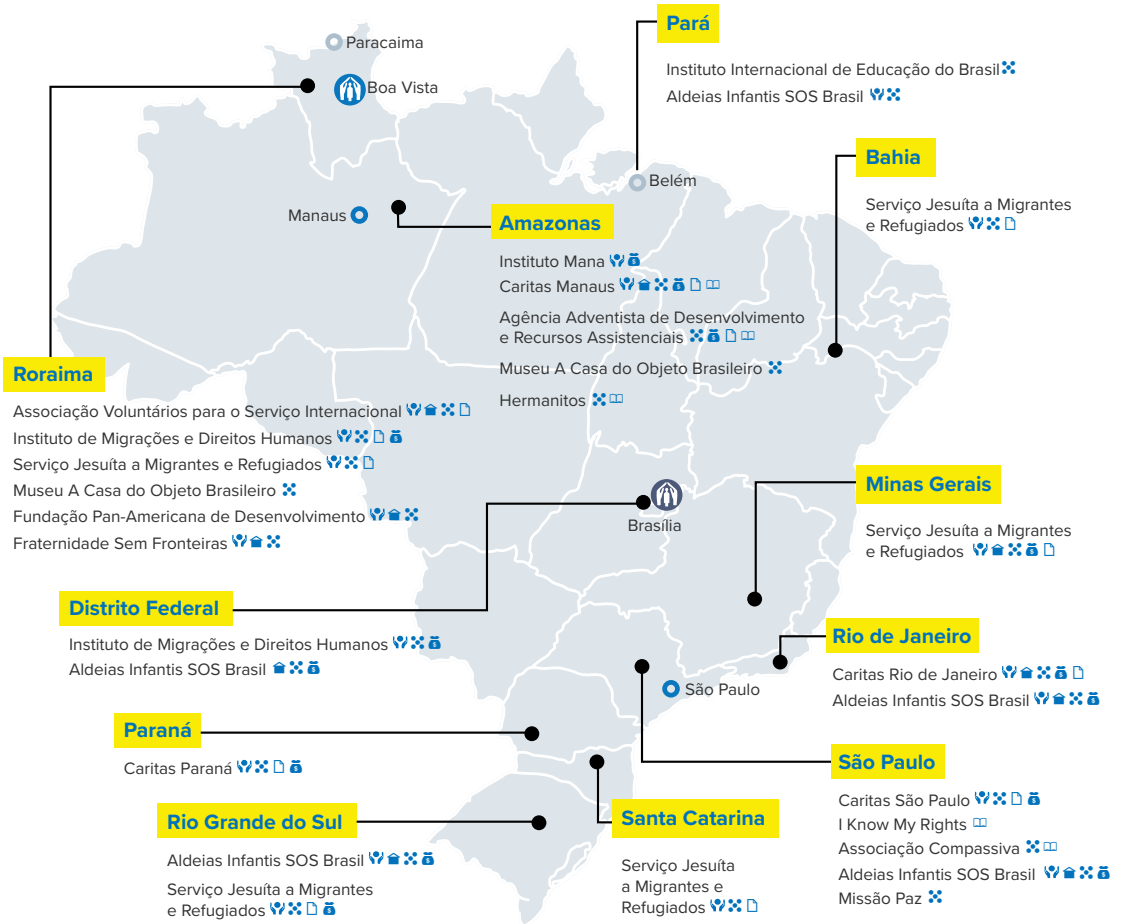 Paracaima
Boa Vista
Pará
Instituto Internacional de Educação do Brasil
Aldeias Infantis SOS Brasil
Belém
Bahia
Serviço Jesuíta a Migrantes
e Refugiados
Manaus
Amazonas
Instituto Mana
Caritas Manaus
Agência Adventista de Desenvolvimento
e Recursos Assistenciais
Museu A Casa do Objeto Brasileiro
Hermanitos
Roraima
Associação Voluntários para o Serviço Internacional
Instituto de Migrações e Direitos Humanos
Serviço Jesuíta a Migrantes e Refugiados
Museu A Casa do Objeto Brasileiro
Fundação Pan-Americana de Desenvolvimento
Fraternidade Sem Fronteiras
Brasília
Minas Gerais
Serviço Jesuíta a Migrantes
e Refugiados
Distrito Federal
Instituto de Migrações e Direitos Humanos
Aldeias Infantis SOS Brasil
Rio de Janeiro
Caritas Rio de Janeiro
Aldeias Infantis SOS Brasil
São Paulo
Paraná
Caritas Paraná
São Paulo
Caritas São Paulo
I Know My Rights
Associação Compassiva
Aldeias Infantis SOS Brasil
Missão Paz
Rio Grande do Sul
Aldeias Infantis SOS Brasil
Serviço Jesuíta a Migrantes
e Refugiados
Santa Catarina
Serviço Jesuíta
a Migrantes e
Refugiados